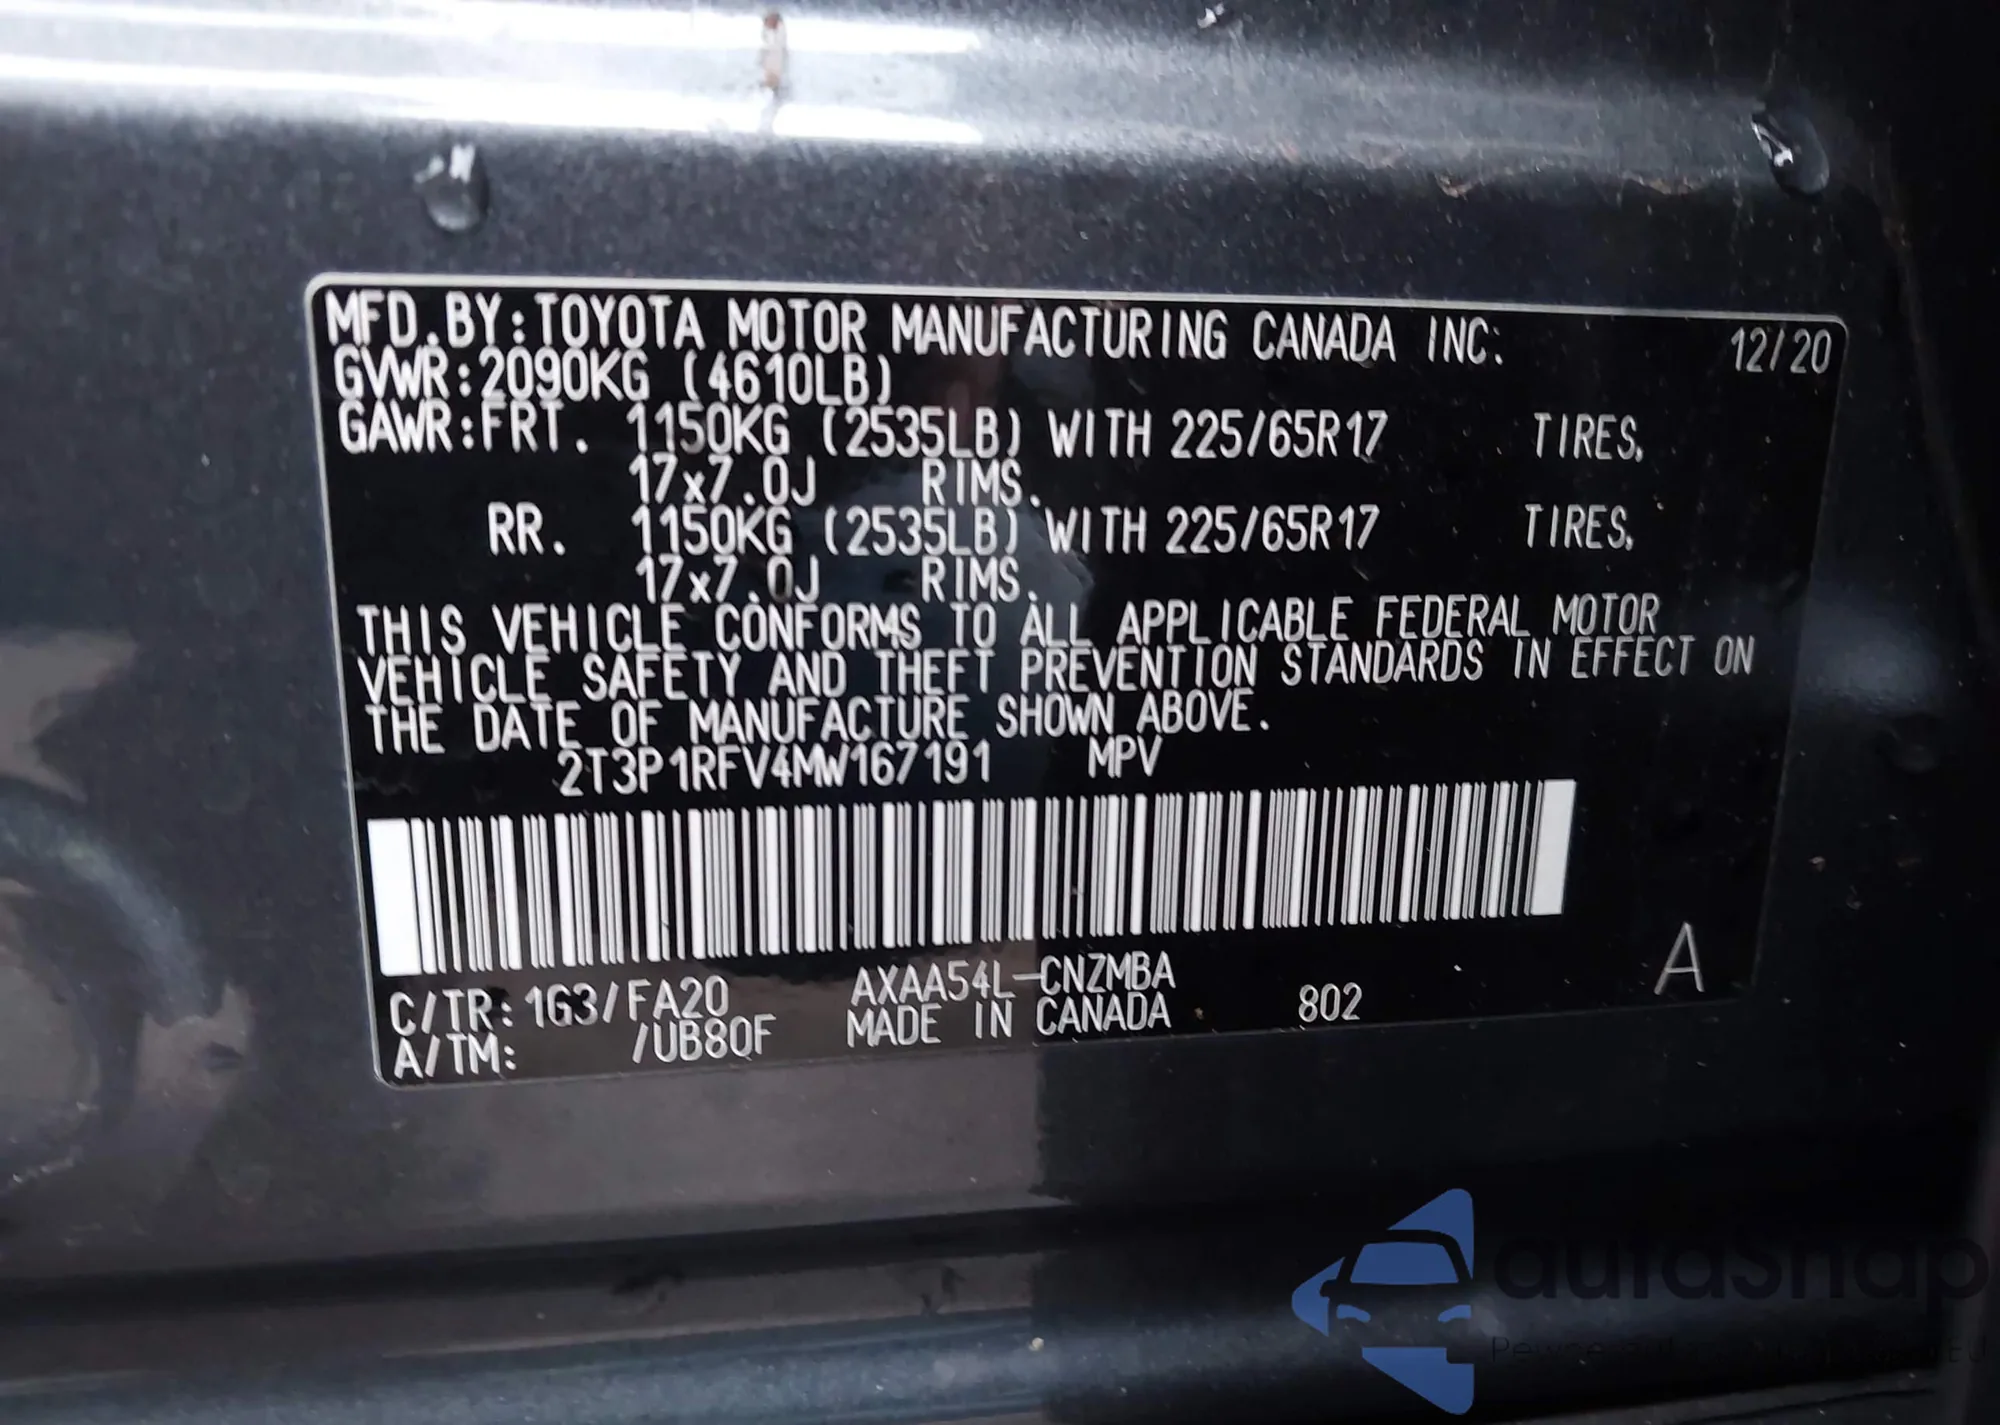 MFD.BY:TOYOTA MOTOR MANUFACTURING CANADA INC: 12/20
GVWR:2090KG (4610LB)
GAWR:FRT. 1150KG (2535LB) WITH 225/65R17 TIRES,
17x7.0J RIMS.
RR. 1150KG (2535LB) WITH 225/65R17 TIRES,
17x7.0J RIMS.
THIS VEHICLE CONFORMS TO ALL APPLICABLE FEDERAL MOTOR
VEHICLE SAFETY AND THEFT PREVENTION STANDARDS IN EFFECT ON
THE DATE OF MANUFACTURE SHOWN ABOVE.
2T3P1RFV4MW167191 MPV
C/TR: 1G3/FA20 AXAA54L-CNZMBA
A/TM: /UB80F MADE IN CANADA 802 A
autasnap